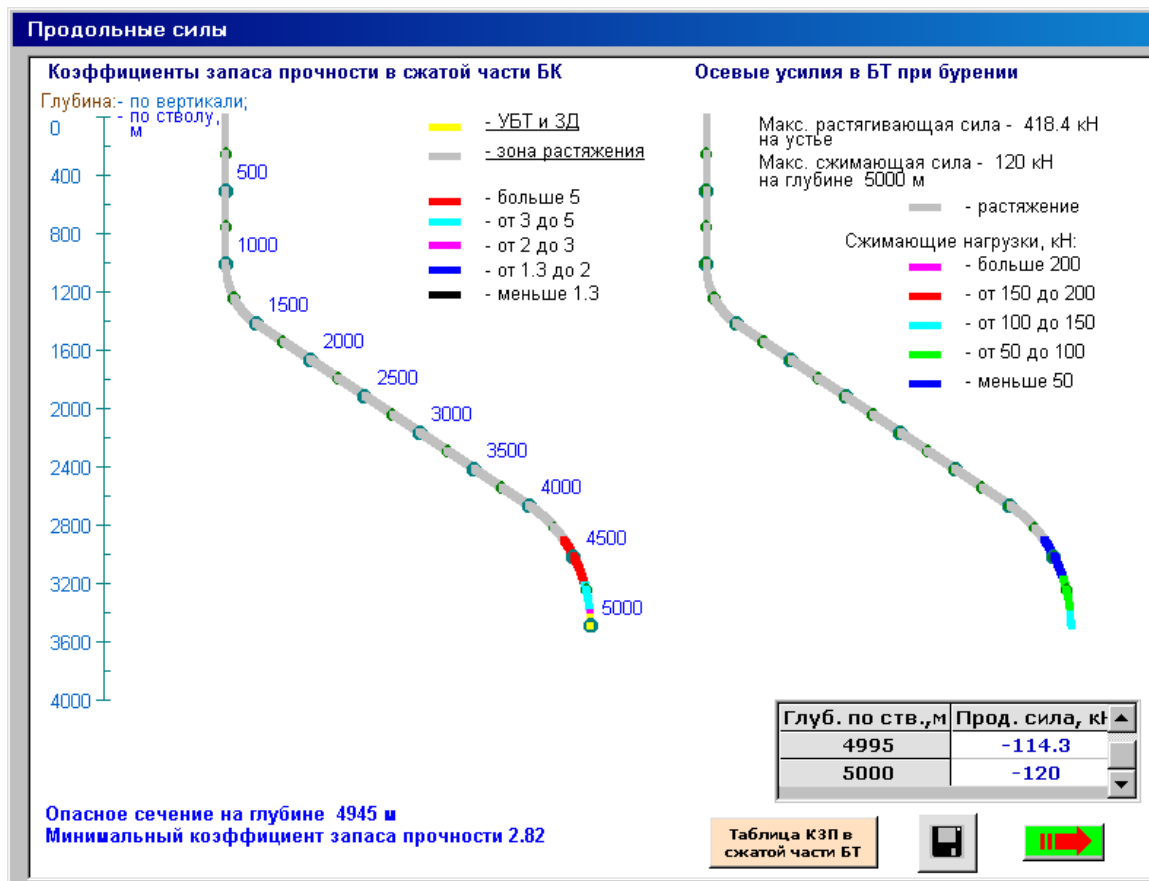 Продольные силы
Коэффициенты запаса прочности в сжатой части БК
Глубина:- по вертикали;
- по стволу,
м
0
400
800
1200
1600
2000
2400
2800
3200
3600
4000
500
1000
1500
2000
2500
3000
3500
4000
4500
5000
- УБТ и ЗД
- зона растяжения
- больше 5
- от 3 до 5
- от 2 до 3
- от 1.3 до 2
- меньше 1.3
Осевые усилия в БТ при бурении
Макс. растягивающая сила - 418.4 кН
на устье
Макс. сжимающая сила - 120 кН
на глубине 5000 м
- растяжение
Сжимающие нагрузки, кН:
- больше 200
- от 150 до 200
- от 100 до 150
- от 50 до 100
- меньше 50
Глуб. по ств.,м Прод. сила, кН
4995 -114.3
5000 -120
Опасное сечение на глубине 4945 м
Минимальный коэффициент запаса прочности 2.82
Таблица КЗП в
сжатой части БТ